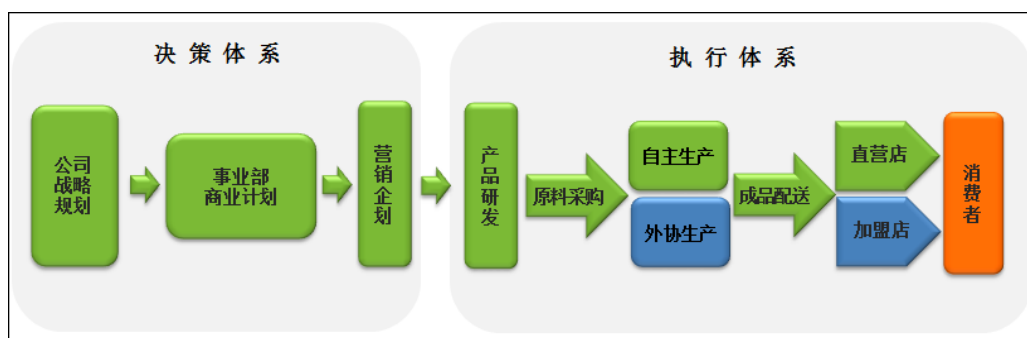 决策体系
执行体系
公司
战略
规划
事业部
商业计划
营销企划
产品研发
原料采购
自主生产
外协生产
成品配送
直营店
加盟店
消费者